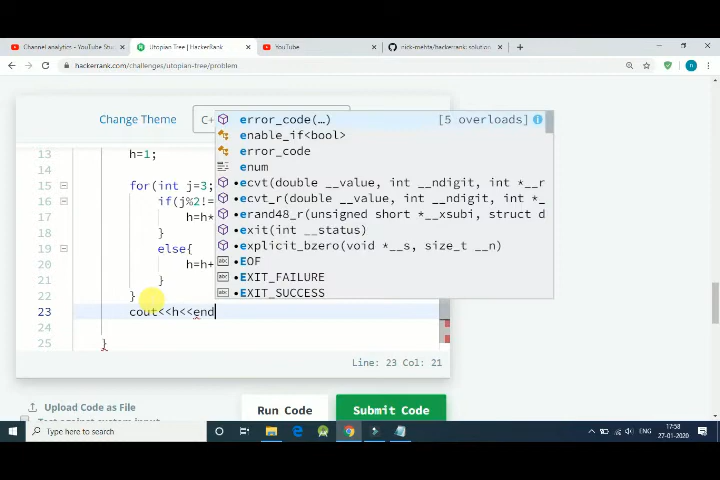 Channel analytics - YouTube Stu
Utopian Tree | HackerRank
YouTube
nick-mehta/hackerrank: solution
hackerrank.com/challenges/utopian-tree/problem
Change Theme
C+
error_code(…) [5 overloads]
enable_if<bool>
error_code
enum
•ecvt(double __value, int __ndigit, int *__r
•ecvt_r(double __value, int __ndigit, int *_
•erand48_r(unsigned short *__xsubi, struct d
•exit(int __status)
•explicit_bzero(void *__s, size_t __n)
•EOF
•EXIT_FAILURE
•EXIT_SUCCESS
13 h=1;
14
15 for(int j=3;
16 if(j%2!=
17 h=h*
18 }
19 else{
20 h=h+
21 }
22 }
23 cout<<h<<end
24
25 }
Line: 23 Col: 21
Upload Code as File
Test against custom input
Run Code
Submit Code
Type here to search
ENG
17:58
27-01-2020